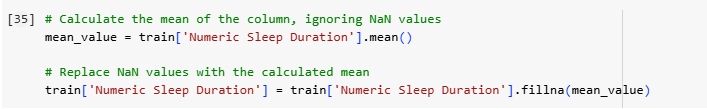 [35] # Calculate the mean of the column, ignoring NaN values
mean_value = train['Numeric Sleep Duration'].mean()
# Replace NaN values with the calculated mean
train['Numeric Sleep Duration'] = train['Numeric Sleep Duration'].fillna(mean_value)